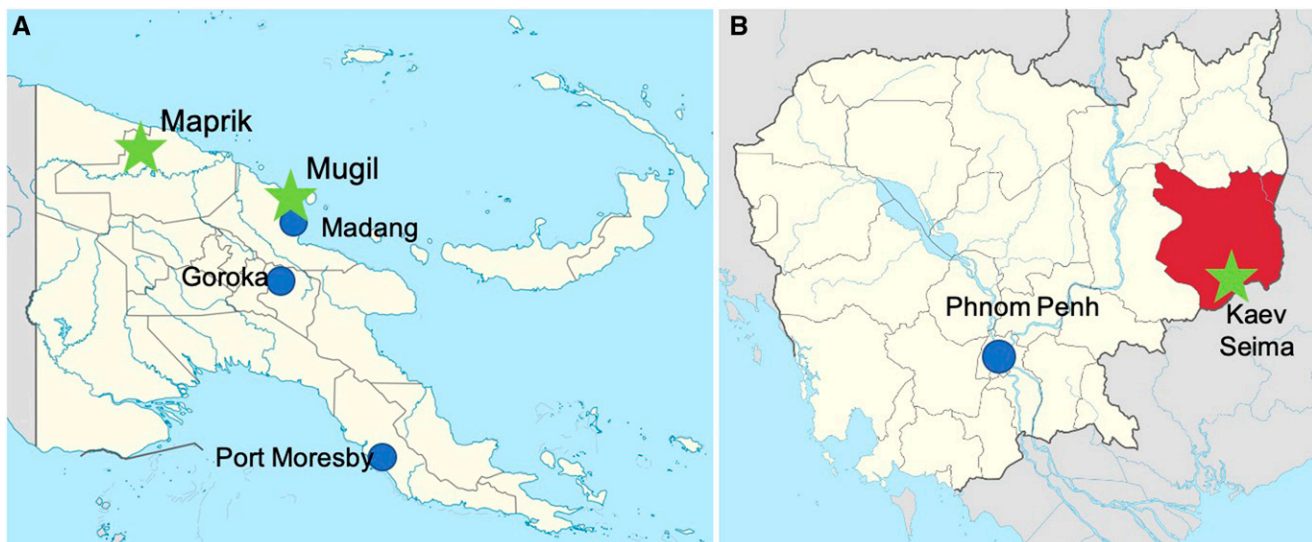 A
Maprik
Mugil
Madang
Goroka
Port Moresby
B
Phnom Penh
Kaev
Seima